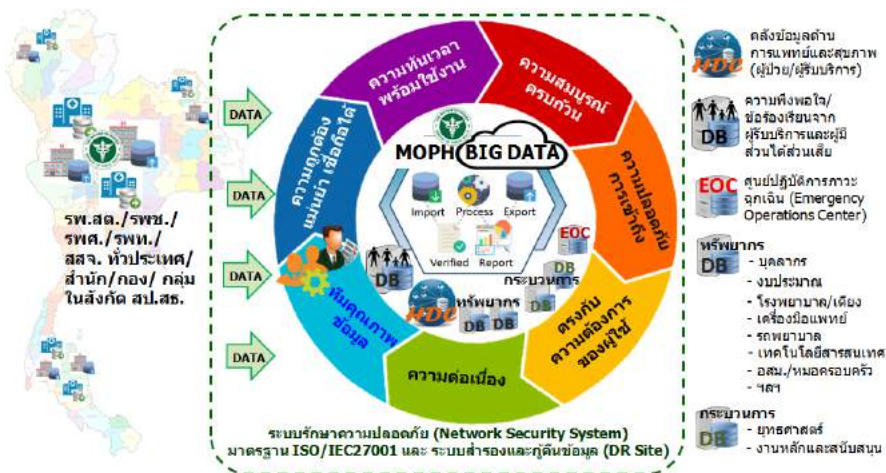 รพ.สต./รพช./
รพศ./รพท./
สสจ. ทั่วประเทศ/
สำนัก/กอง/ กลุ่ม
ในสังกัด สป.สธ.
DATA
DATA
DATA
DATA
ความทันเวลา
พร้อมใช้งาน
ความสมบูรณ์
ครบถ้วน
ความปลอดภัย
การเข้าถึง
ตรงกับ
ความต้องการ
ของผู้ใช้
ความต่อเนื่อง
ทีมคุณภาพ
ข้อมูล
ความถูกต้อง
แม่นยำ เชื่อถือได้
MOPH BIG DATA
Import Process Export
Verified Report
EOC
DB
กระบวนการ
DB
DB
HDC
ทรัพยากร
DB DB
ระบบรักษาความปลอดภัย (Network Security System)
มาตรฐาน ISO/IEC27001 และ ระบบสำรองและกู้คืนข้อมูล (DR Site)
HDC
คลังข้อมูลด้าน
การแพทย์และสุขภาพ
(ผู้ป่วย/ผู้รับบริการ)
DB
ความพึงพอใจ/
ข้อร้องเรียนจาก
ผู้รับบริการและผู้มี
ส่วนได้ส่วนเสีย
EOC
ศูนย์ปฏิบัติการภาวะ
ฉุกเฉิน (Emergency
Operations Center)
ทรัพยากร
DB
- บุคลากร
- งบประมาณ
- โรงพยาบาล/เตียง
- เครื่องมือแพทย์
- รถพยาบาล
- เทคโนโลยีสารสนเทศ
- อสม./หมอครอบครัว
- ฯลฯ
กระบวนการ
DB
- ยุทธศาสตร์
- งานหลักและสนับสนุน